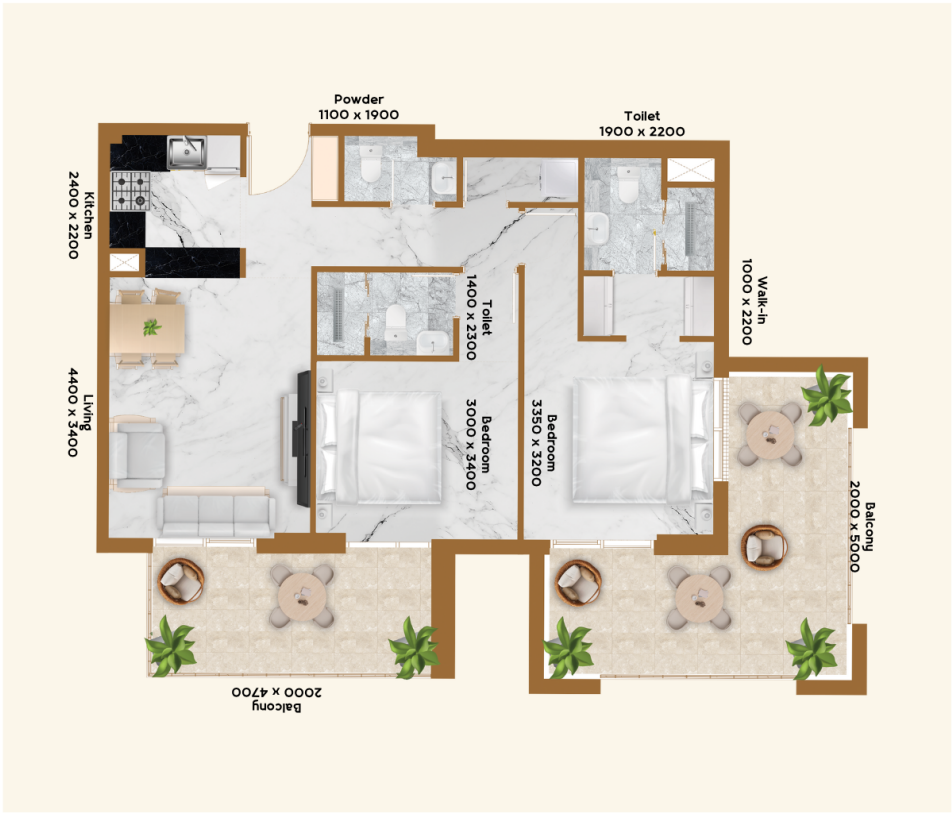 Powder
1100 x 1900
Toilet
1900 x 2200
Kitchen
2400 x 2200
Walk-in
1000 x 2200
Toilet
1400 x 2300
Living
4400 x 3400
Bedroom
3000 x 3400
Bedroom
3350 x 3200
Balcony
2000 x 5000
Balcony
2000 x 4700